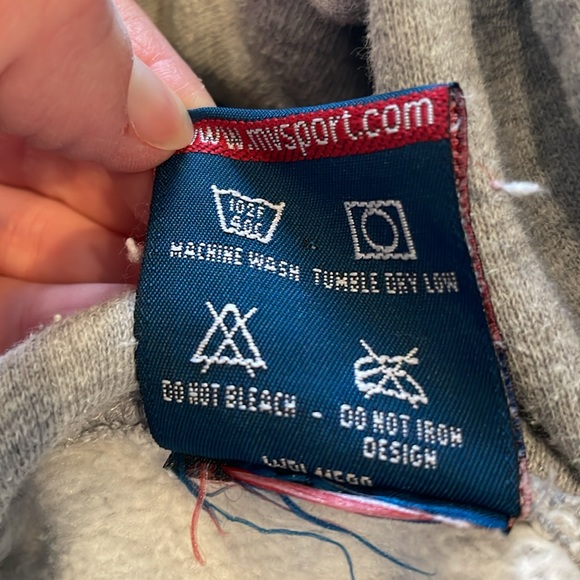 www.mvsport.com
102F
40C
MACHINE WASH
TUMBLE DRY LOW
DO NOT BLEACH -
DO NOT IRON
DESIGN